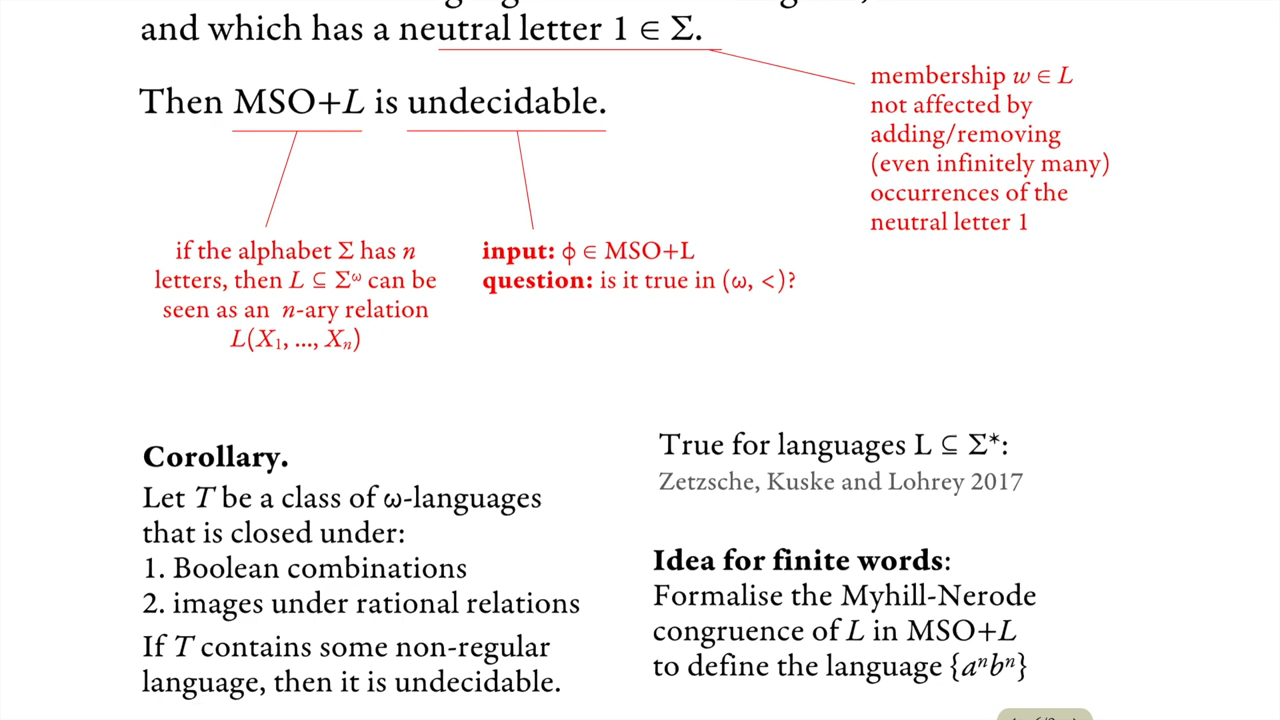 and which has a neutral letter 1 ∈ Σ.
Then MSO+L is undecidable.
membership w ∈ L
not affected by
adding/removing
(even infinitely many)
occurrences of the
neutral letter 1
if the alphabet Σ has n
letters, then L ⊆ Σ^ω can be
seen as an n-ary relation
L(X₁, ..., Xₙ)
input: ϕ ∈ MSO+L
question: is it true in (ω, <)?
Corollary.
Let T be a class of ω-languages
that is closed under:
1. Boolean combinations
2. images under rational relations
If T contains some non-regular
language, then it is undecidable.
True for languages L ⊆ Σ*:
Zetzsche, Kuske and Lohrey 2017
Idea for finite words:
Formalise the Myhill-Nerode
congruence of L in MSO+L
to define the language {aⁿbⁿ}